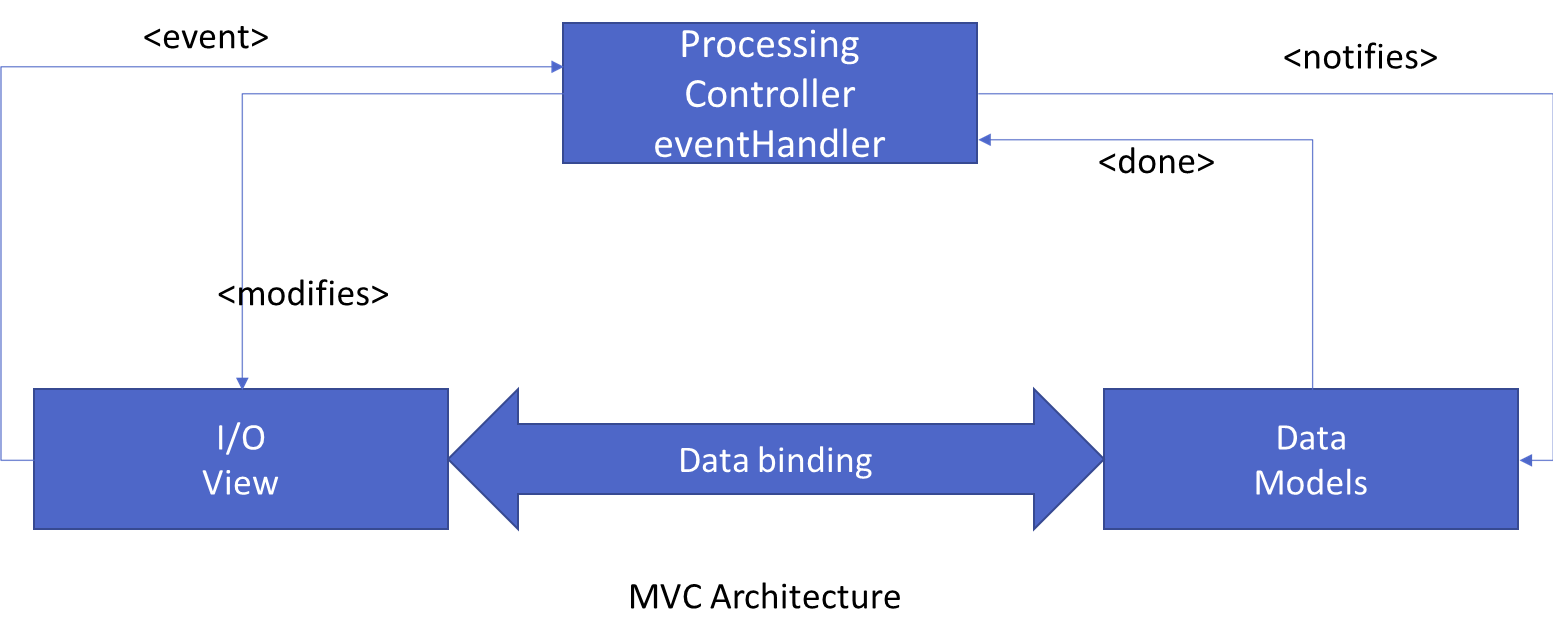 <event>
Processing
Controller
eventHandler
<notifies>
<done>
<modifies>
I/O
View
Data binding
Data
Models
MVC Architecture